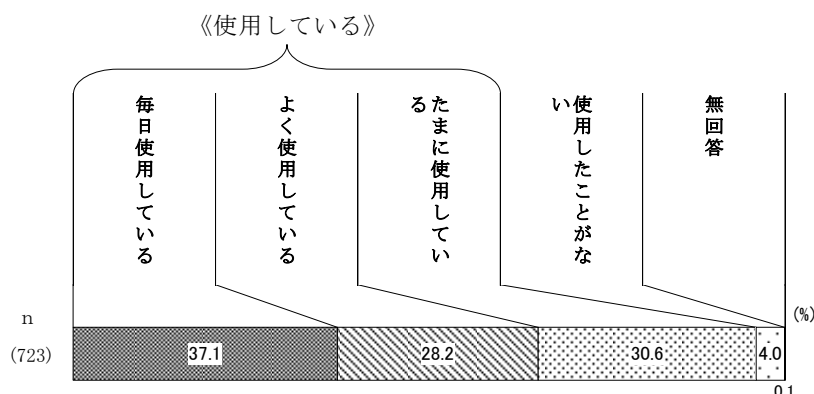 《使用している》
毎日使用している
よく使用している
たまに使用してい
る
使用したことがな
い
無回答
n
(%)
(723)
37.1
28.2
30.6
4.0
0.1